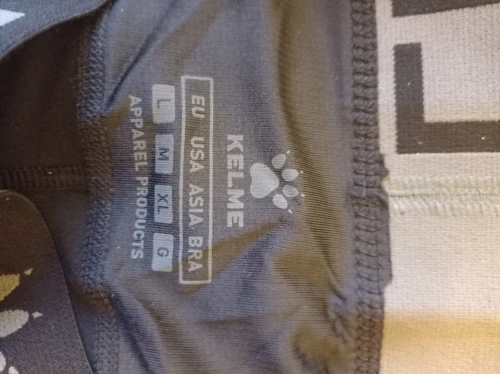 KELME
EU USA ASIA BRA
L M XL G
APPAREL PRODUCTS